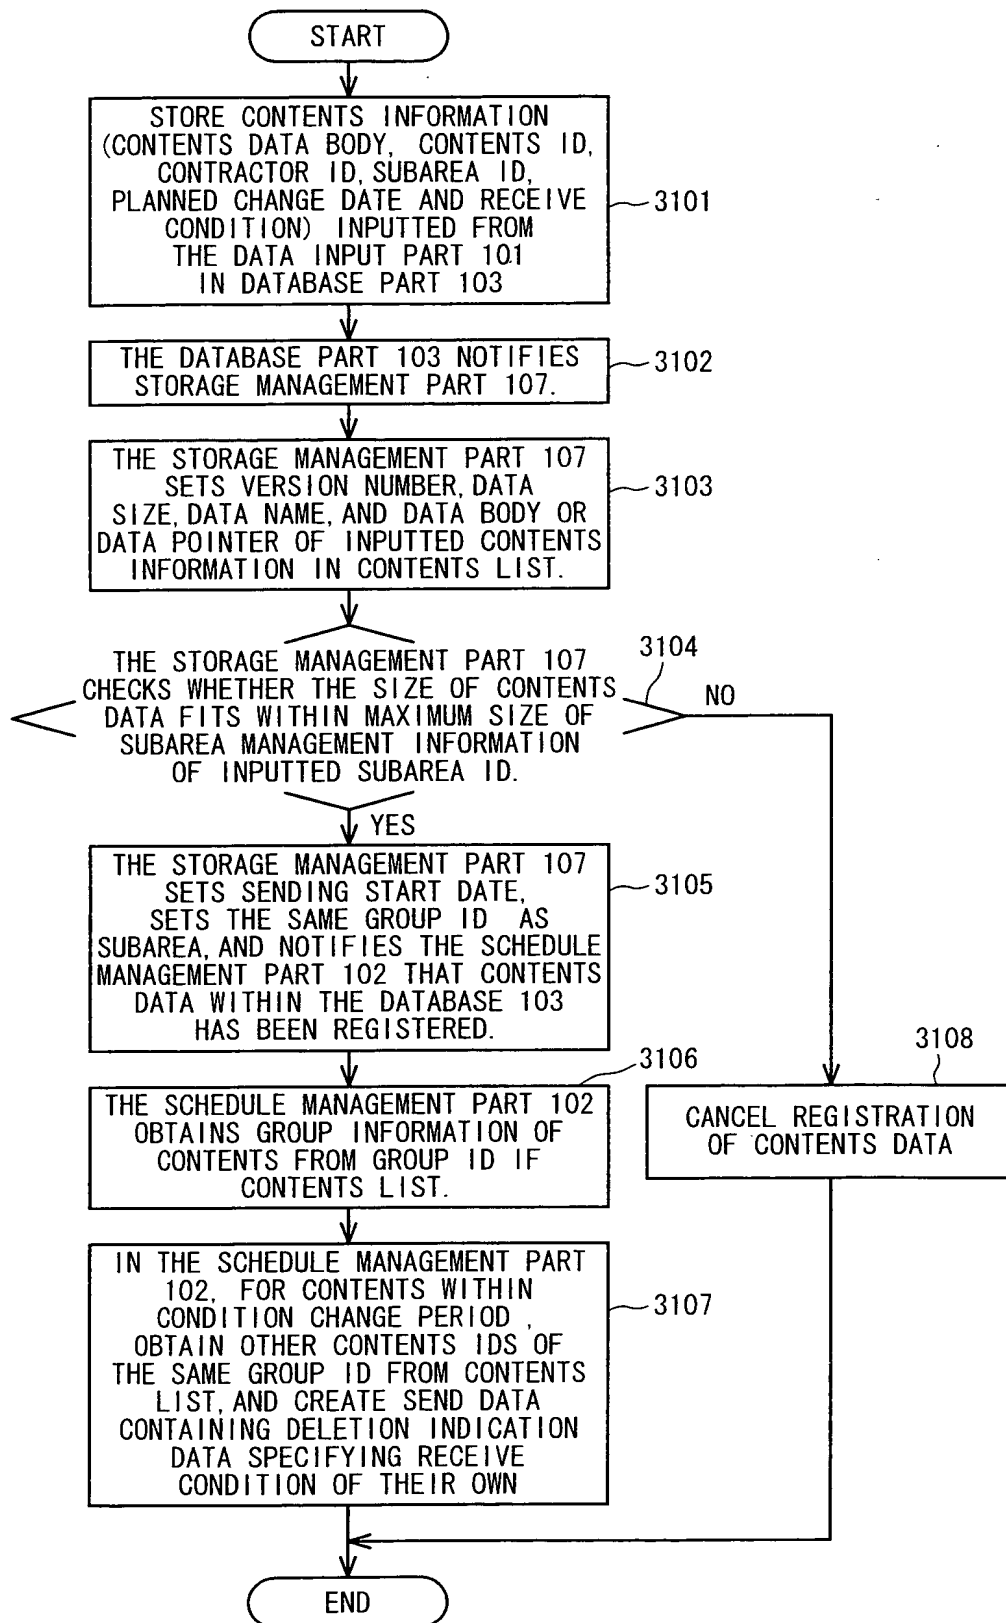 START
STORE CONTENTS INFORMATION
(CONTENTS DATA BODY, CONTENTS ID,
CONTRACTOR ID, SUBAREA ID,
PLANNED CHANGE DATE AND RECEIVE
CONDITION) INPUTTED FROM
THE DATA INPUT PART 101
IN DATABASE PART 103
3101
THE DATABASE PART 103 NOTIFIES
STORAGE MANAGEMENT PART 107.
3102
THE STORAGE MANAGEMENT PART 107
SETS VERSION NUMBER, DATA
SIZE, DATA NAME, AND DATA BODY OR
DATA POINTER OF INPUTTED CONTENTS
INFORMATION IN CONTENTS LIST.
3103
THE STORAGE MANAGEMENT PART 107
CHECKS WHETHER THE SIZE OF CONTENTS
DATA FITS WITHIN MAXIMUM SIZE OF
SUBAREA MANAGEMENT INFORMATION
OF INPUTTED SUBAREA ID.
3104
NO
YES
THE STORAGE MANAGEMENT PART 107
SETS SENDING START DATE,
SETS THE SAME GROUP ID AS
SUBAREA, AND NOTIFIES THE SCHEDULE
MANAGEMENT PART 102 THAT CONTENTS
DATA WITHIN THE DATABASE 103
HAS BEEN REGISTERED.
3105
3106
THE SCHEDULE MANAGEMENT PART 102
OBTAINS GROUP INFORMATION OF
CONTENTS FROM GROUP ID IF
CONTENTS LIST.
3108
CANCEL REGISTRATION
OF CONTENTS DATA
IN THE SCHEDULE MANAGEMENT PART
102, FOR CONTENTS WITHIN
CONDITION CHANGE PERIOD ,
OBTAIN OTHER CONTENTS IDS OF
THE SAME GROUP ID FROM CONTENTS
LIST, AND CREATE SEND DATA
CONTAINING DELETION INDICATION
DATA SPECIFYING RECEIVE
CONDITION OF THEIR OWN
3107
END